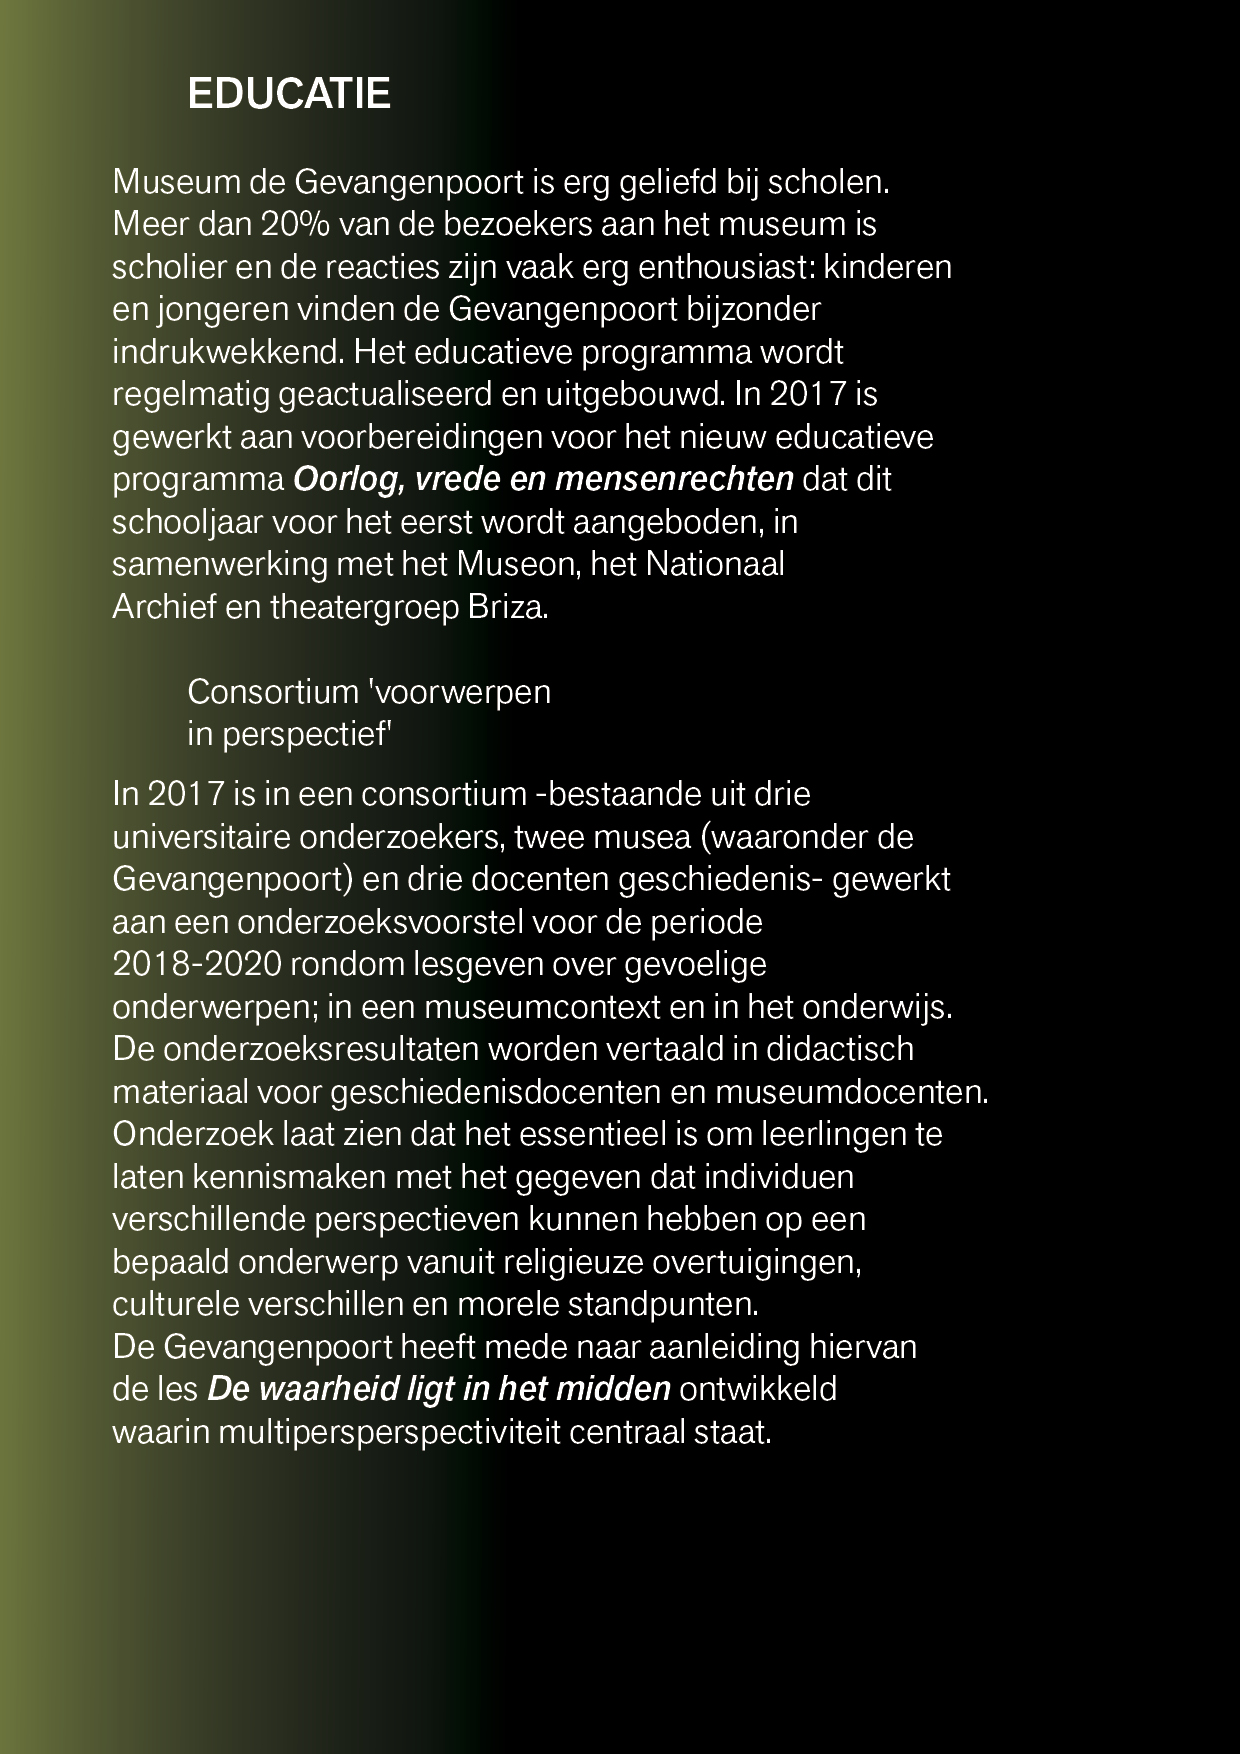 EDUCATIE
Museum de Gevangenpoort is erg geliefd bij scholen.
Meer dan 20% van de bezoekers aan het museum is
scholier en de reacties zijn vaak erg enthousiast: kinderen
en jongeren vinden de Gevangenpoort bijzonder
indrukwekkend. Het educatieve programma wordt
regelmatig geactualiseerd en uitgebouwd. In 2017 is
gewerkt aan voorbereidingen voor het nieuw educatieve
programma Oorlog, vrede en mensenrechten dat dit
schooljaar voor het eerst wordt aangeboden, in
samenwerking met het Museon, het Nationaal
Archief en theatergroep Briza.
Consortium 'voorwerpen
in perspectief'
In 2017 is in een consortium -bestaande uit drie
universitaire onderzoekers, twee musea (waaronder de
Gevangenpoort) en drie docenten geschiedenis- gewerkt
aan een onderzoeksvoorstel voor de periode
2018-2020 rondom lesgeven over gevoelige
onderwerpen; in een museumcontext en in het onderwijs.
De onderzoeksresultaten worden vertaald in didactisch
materiaal voor geschiedenisdocenten en museumdocenten.
Onderzoek laat zien dat het essentieel is om leerlingen te
laten kennismaken met het gegeven dat individuen
verschillende perspectieven kunnen hebben op een
bepaald onderwerp vanuit religieuze overtuigingen,
culturele verschillen en morele standpunten.
De Gevangenpoort heeft mede naar aanleiding hiervan
de les De waarheid ligt in het midden ontwikkeld
waarin multipersperspectiviteit centraal staat.